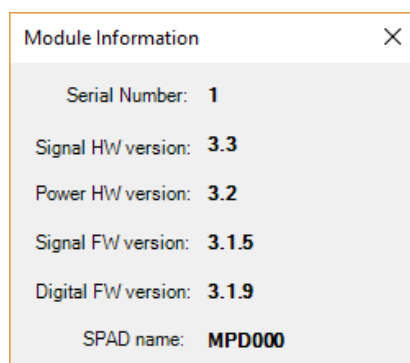 Module Information
Serial Number: 1
Signal HW version: 3.3
Power HW version: 3.2
Signal FW version: 3.1.5
Digital FW version: 3.1.9
SPAD name: MPD000